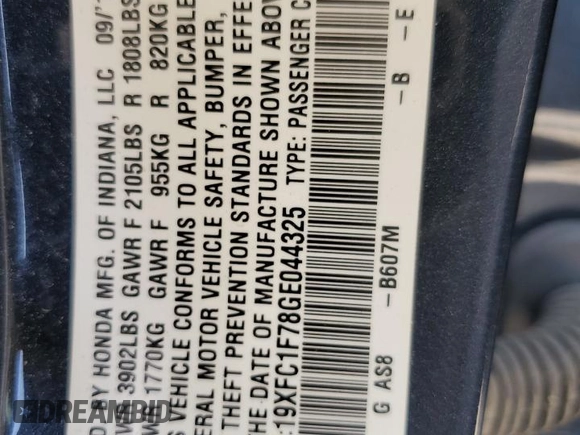 D BY HONDA MFG. OF INDIANA, LLC 09/
3902LBS GAWR F 2105LBS R 1808LBS
1770KG GAWR F 955KG R 820KG
S VEHICLE CONFORMS TO ALL APPLICABLE
ERAL MOTOR VEHICLE SAFETY, BUMPER,
THEFT PREVENTION STANDARDS IN EFFE
THE DATE OF MANUFACTURE SHOWN ABOV
:19XFC1F78GE044325 TYPE: PASSENGER C
G AS8 -B607M -B -E
DREAMBID